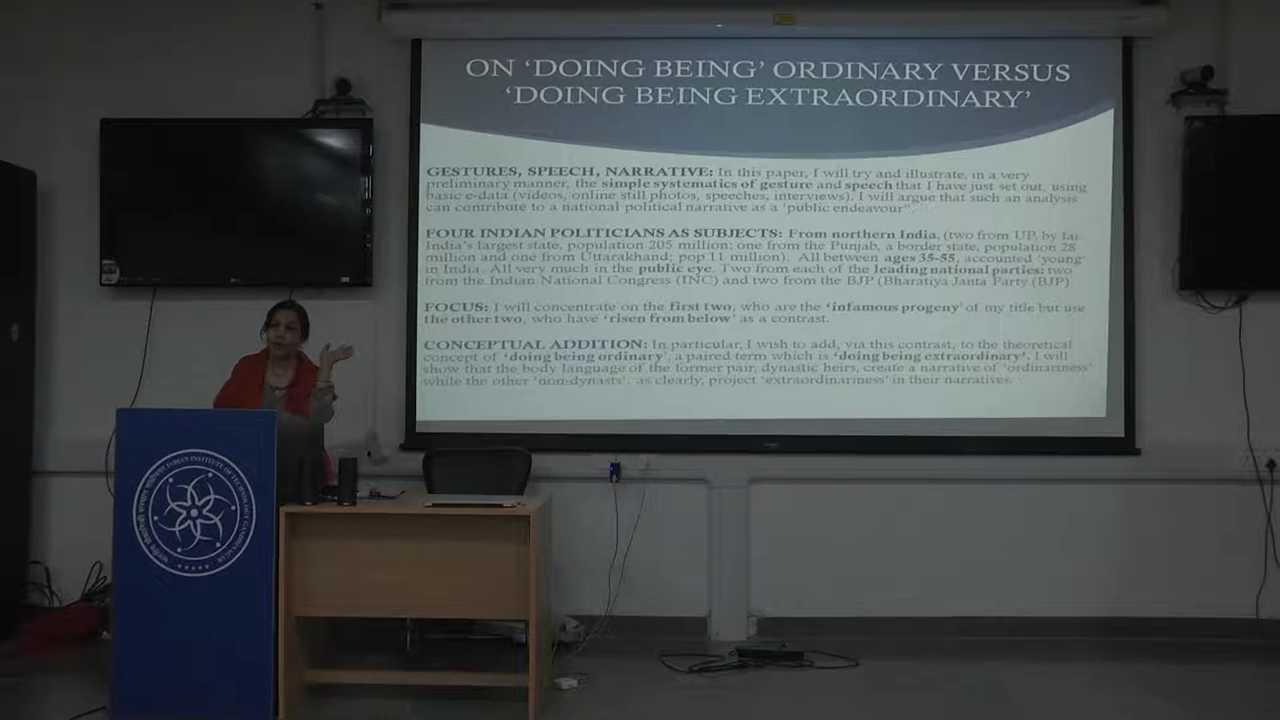 ON ‘DOING BEING’ ORDINARY VERSUS
‘DOING BEING EXTRAORDINARY’
GESTURES, SPEECH, NARRATIVE: In this paper, I will try and illustrate, in a very
preliminary manner, the simple systematics of gesture and speech that I have just set out, using
basic e-data (videos, online still photos, speeches, interviews). I will argue that such an analysis
can contribute to a national political narrative as a ‘public endeavour”.
FOUR INDIAN POLITICIANS AS SUBJECTS: From northern India, (two from UP, by far
India's largest state, population 205 million; one from the Punjab, a border state, population 28
million and one from Uttarakhand; pop 11 million). All between ages 35-55, accounted ‘young’
in India. All very much in the public eye. Two from each of the leading national parties: two
from the Indian National Congress (INC) and two from the BJP (Bharatiya Janta Party (BJP)
FOCUS: I will concentrate on the first two, who are the ‘infamous progeny’ of my title but use
the other two, who have ‘risen from below’ as a contrast.
CONCEPTUAL ADDITION: In particular, I wish to add, via this contrast, to the theoretical
concept of ‘doing being ordinary’, a paired term which is ‘doing being extraordinary’. I will
show that the body language of the former pair, dynastic heirs, create a narrative of ‘ordinariness’
while the other ‘non-dynasts’, as clearly, project ‘extraordinariness’ in their narratives.
INDIAN INSTITUTE OF TECHNOLOGY GANDHINAGAR